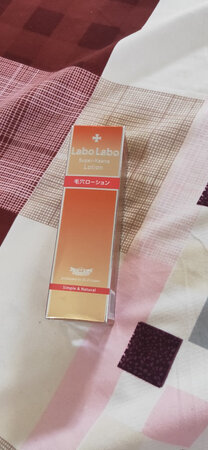 Labo Labo
Super-Keana
Lotion
毛穴ローション
Simple & Natural